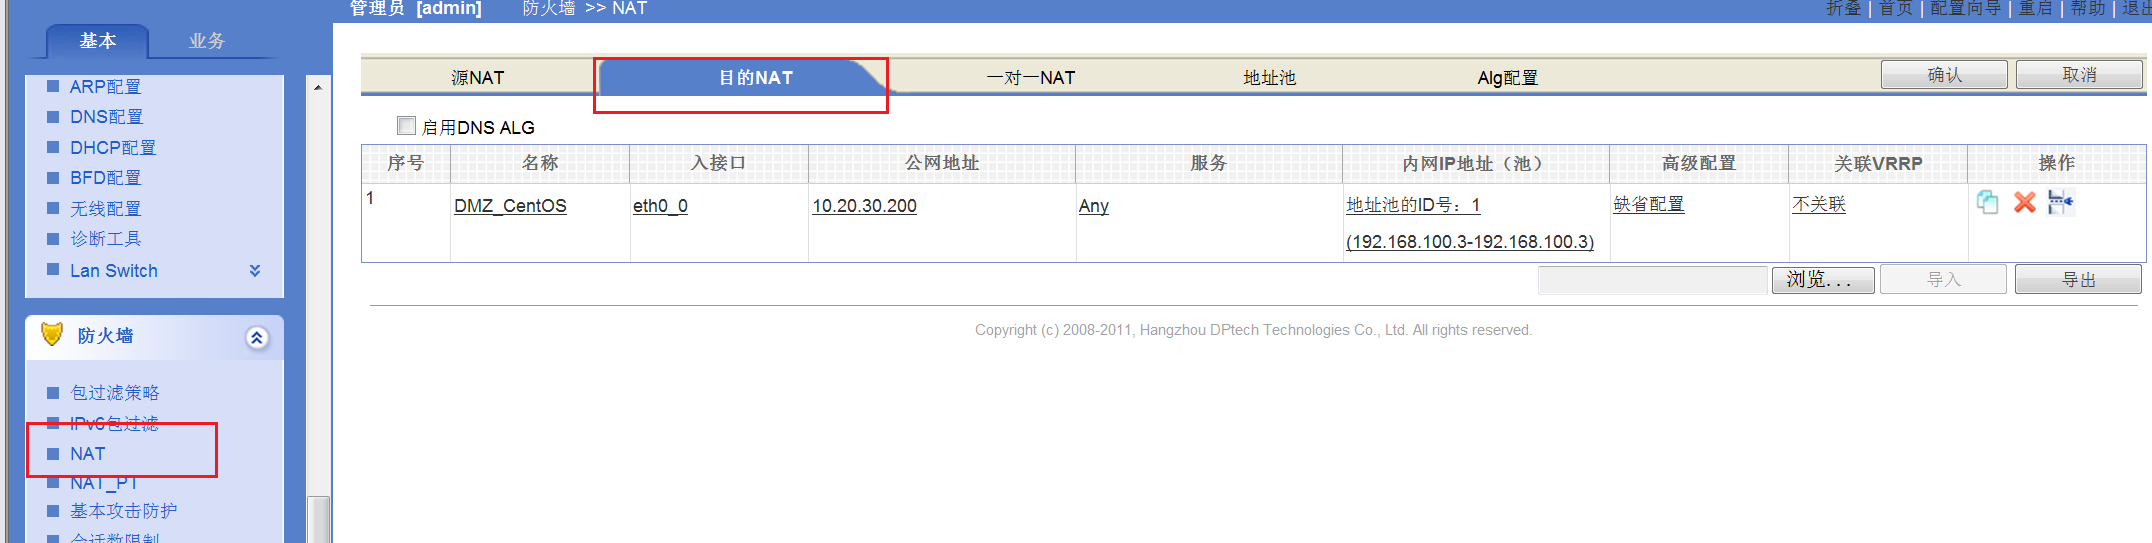 管理员 [admin] 防火墙 >> NAT 折叠 | 首页 | 配置向导 | 重启 | 帮助 | 退出
基本 业务
ARP配置
DNS配置
DHCP配置
BFD配置
无线配置
诊断工具
Lan Switch
防火墙
包过滤策略
IPv6包过滤
NAT
NAT_PT
基本攻击防护
会话数限制
源NAT 目的NAT 一对一NAT 地址池 Alg配置 确认 取消
启用DNS ALG
序号 名称 入接口 公网地址 服务 内网IP地址（池） 高级配置 关联VRRP 操作
1 DMZ_CentOS eth0_0 10.20.30.200 Any 地址池的ID号：1 缺省配置 不关联
(192.168.100.3-192.168.100.3)
浏览... 导入 导出
Copyright (c) 2008-2011, Hangzhou DPtech Technologies Co., Ltd. All rights reserved.